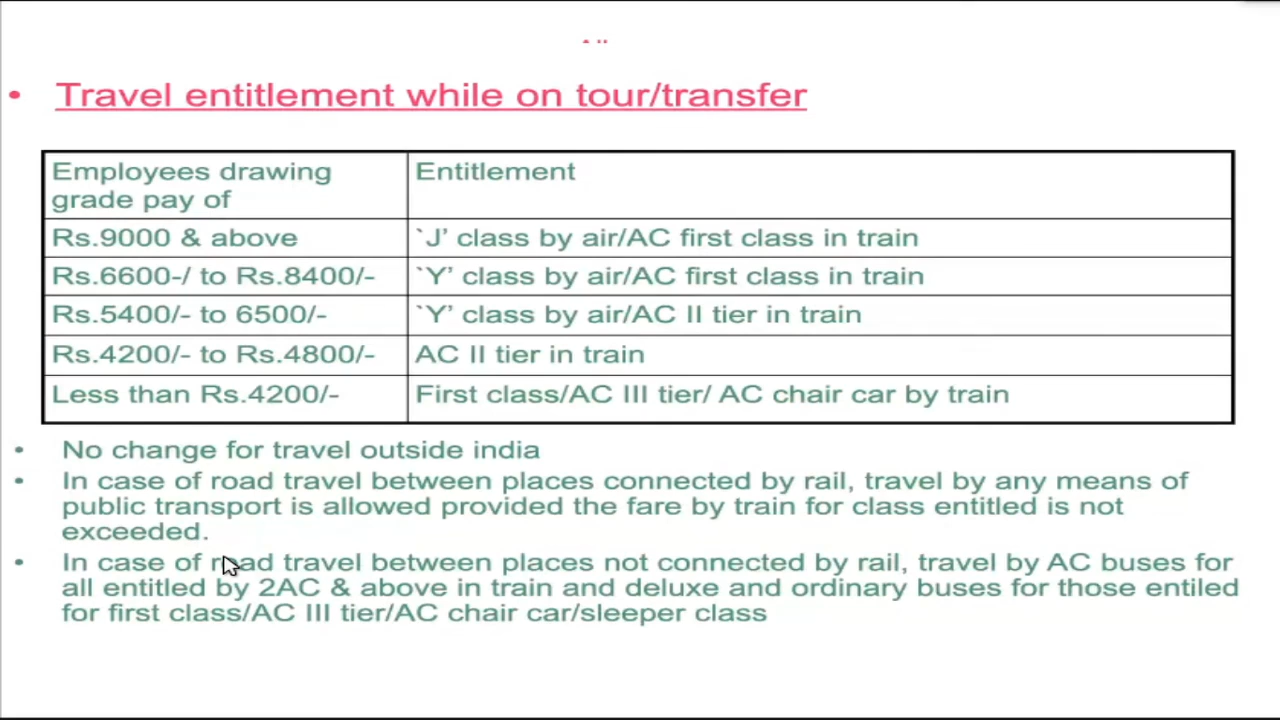 • Travel entitlement while on tour/transfer
Employees drawing
grade pay of
Entitlement
Rs.9000 & above
`J’ class by air/AC first class in train
Rs.6600-/ to Rs.8400/-
`Y’ class by air/AC first class in train
Rs.5400/- to 6500/-
`Y’ class by air/AC II tier in train
Rs.4200/- to Rs.4800/-
AC II tier in train
Less than Rs.4200/-
First class/AC III tier/ AC chair car by train
• No change for travel outside india
• In case of road travel between places connected by rail, travel by any means of
public transport is allowed provided the fare by train for class entitled is not
exceeded.
• In case of road travel between places not connected by rail, travel by AC buses for
all entitled by 2AC & above in train and deluxe and ordinary buses for those entiled
for first class/AC III tier/AC chair car/sleeper class